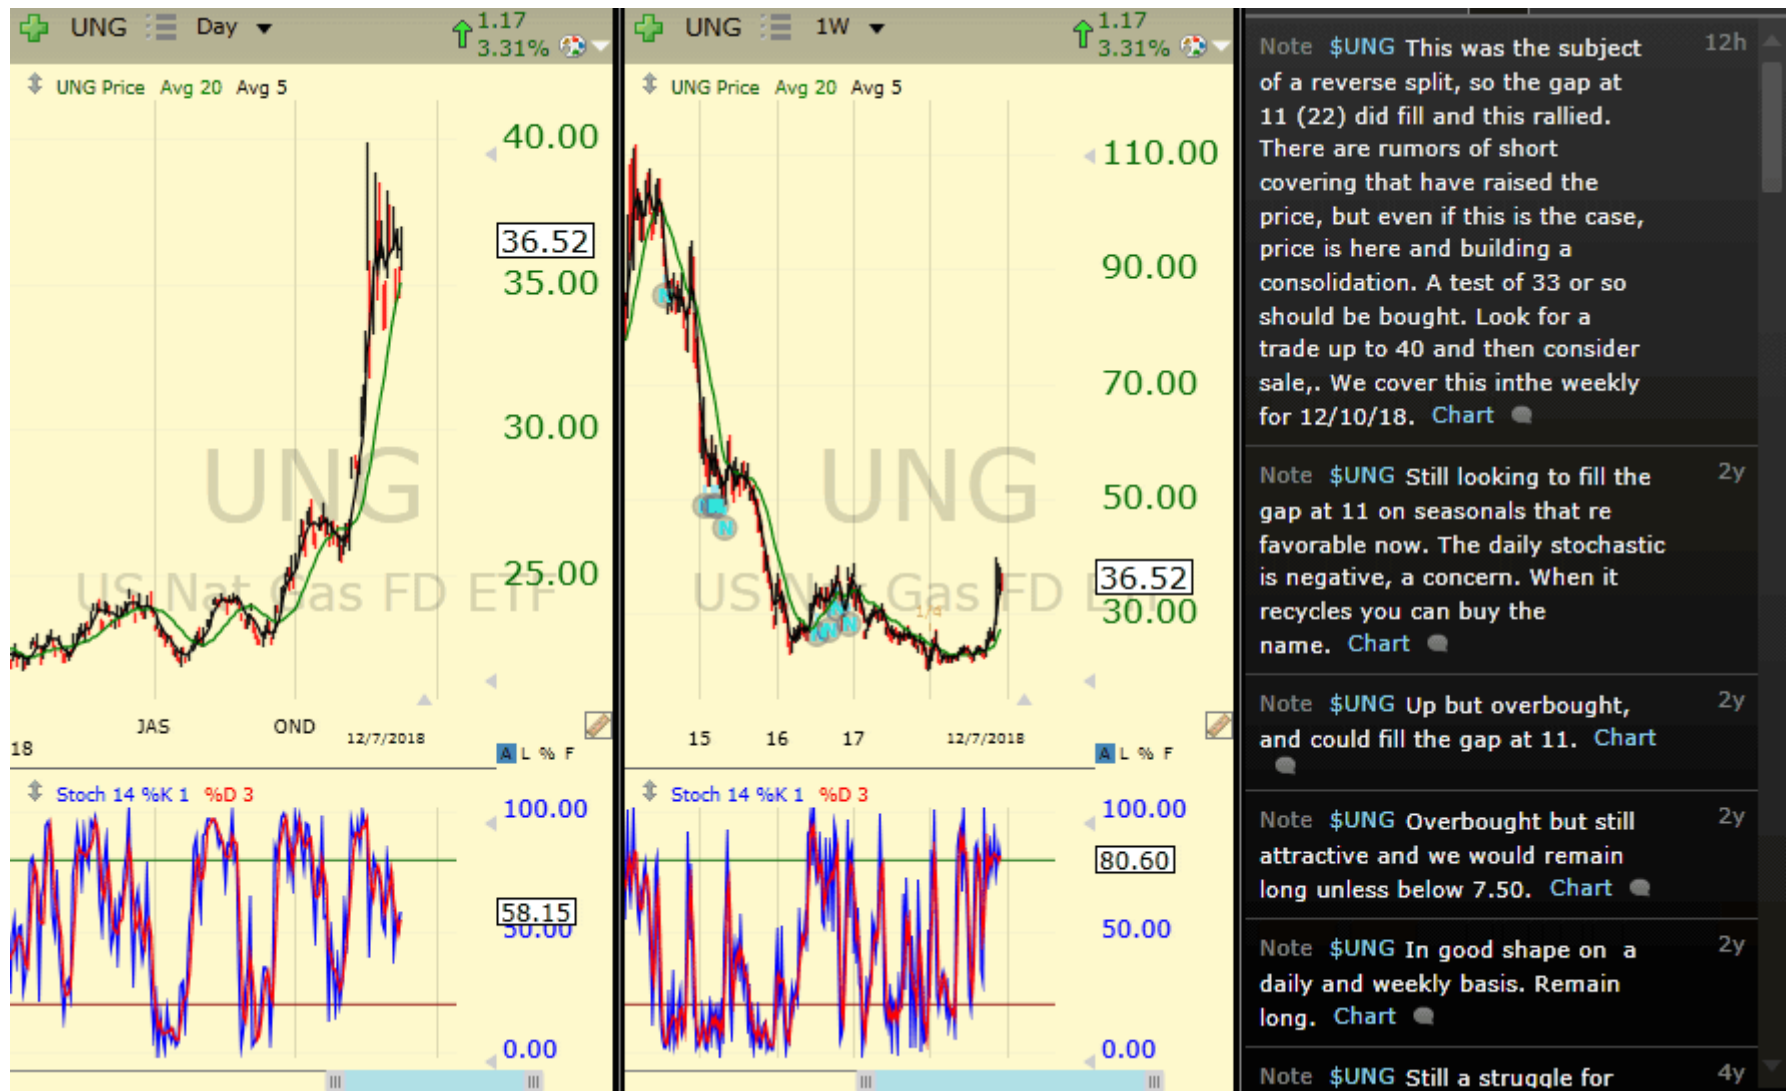 UNG Day 1.17
3.31%
UNG Price Avg 20 Avg 5
40.00
36.52
35.00
30.00
UNG
25.00
US Nat Gas FD ETF
JAS OND 12/7/2018
18
A L % F
Stoch 14 %K 1 %D 3
100.00
58.15
50.00
0.00
UNG 1W 1.17
3.31%
UNG Price Avg 20 Avg 5
110.00
90.00
70.00
N
UNG
50.00
N
N
36.52
US Nat Gas FD ETF
30.00
1/4
N
N
N
15 16 17 12/7/2018
A L % F
Stoch 14 %K 1 %D 3
100.00
80.60
50.00
0.00
Note $UNG This was the subject 12h
of a reverse split, so the gap at
11 (22) did fill and this rallied.
There are rumors of short
covering that have raised the
price, but even if this is the case,
price is here and building a
consolidation. A test of 33 or so
should be bought. Look for a
trade up to 40 and then consider
sale,. We cover this inthe weekly
for 12/10/18. Chart
Note $UNG Still looking to fill the 2y
gap at 11 on seasonals that re
favorable now. The daily stochastic
is negative, a concern. When it
recycles you can buy the
name. Chart
Note $UNG Up but overbought, 2y
and could fill the gap at 11. Chart
Note $UNG Overbought but still 2y
attractive and we would remain
long unless below 7.50. Chart
Note $UNG In good shape on a 2y
daily and weekly basis. Remain
long. Chart
Note $UNG Still a struggle for 4y